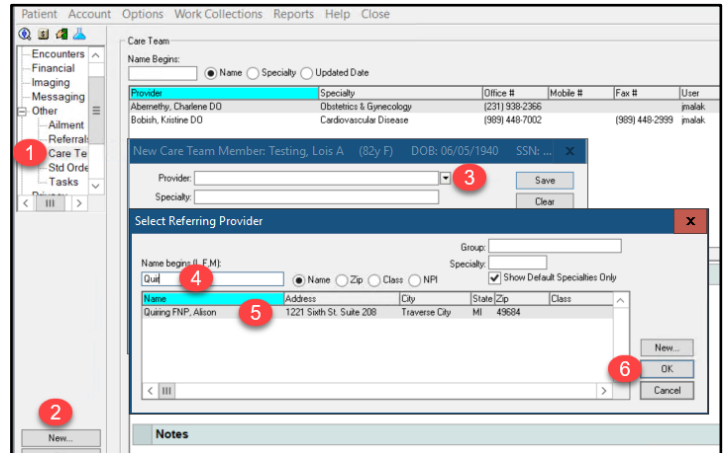 Patient Account Options Work Collections Reports Help Close
Encounters
Financial
Imaging
Messaging
Other
Ailment
Referrals
1
Care Te
Std Orde
Tasks
2
New...
Care Team
Name Begins:
Name Specialty Updated Date
Provider Specialty Office # Mobile # Fax # User
Abernethy, Charlene DO Obstetrics & Gynecology (231) 938-2366 jmalak
Bobish, Kristine DO Cardiovascular Disease (989) 448-7002 (989) 448-2999 jmalak
New Care Team Member: Testing, Lois A (82y F) DOB: 06/05/1940 SSN: ... X
Provider: 3 Save
Specialty: Clear
Select Referring Provider X
Group:
Name begins (L,F,M): Specialty:
Quir 4 Name Zip Class NPI Show Default Specialties Only
Name Address City State Zip Class
Quiring FNP, Alison 5 1221 Sixth St. Suite 208 Traverse City MI 49684
New...
6 OK
Cancel
Notes